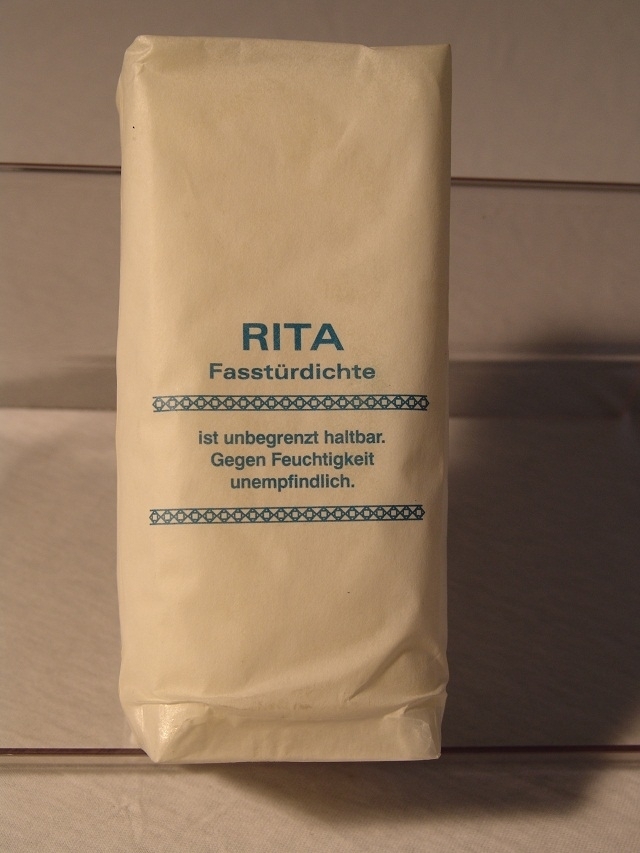 RITA
Fasstürdichte
ist unbegrenzt haltbar.
Gegen Feuchtigkeit
unempfindlich.